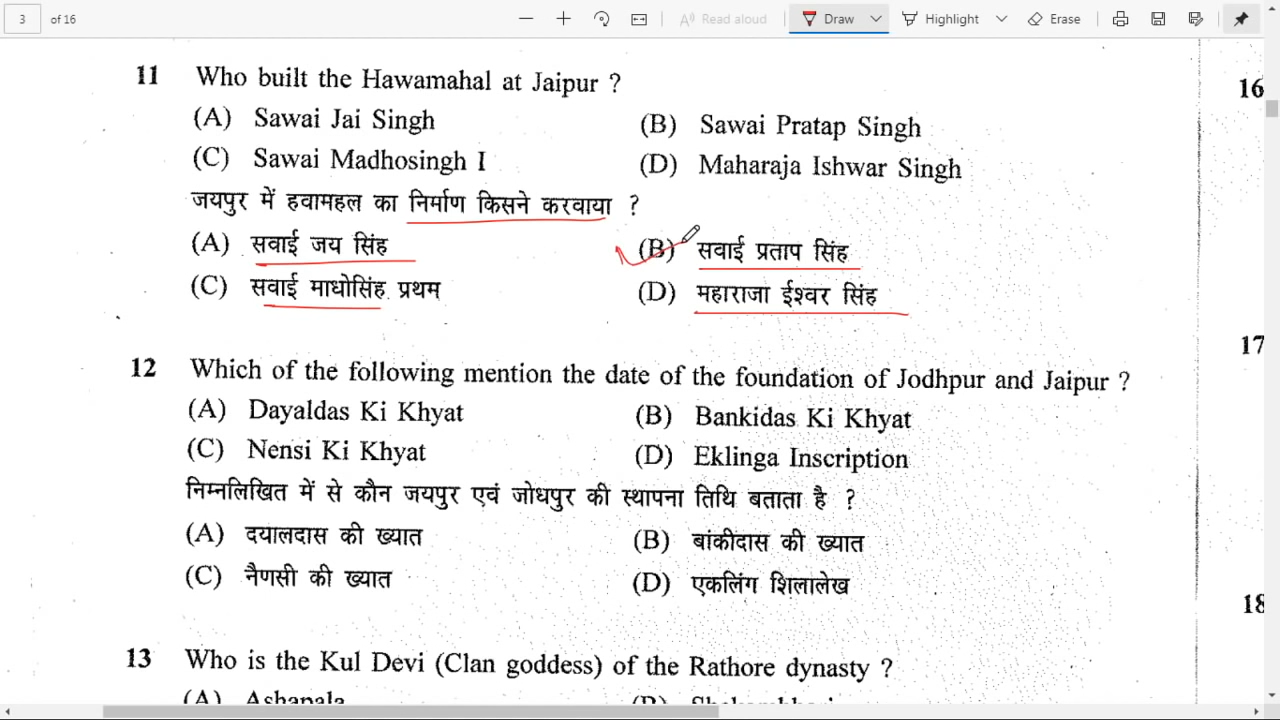 3 of 16 Read aloud Draw Highlight Erase
11 Who built the Hawamahal at Jaipur ?
(A) Sawai Jai Singh (B) Sawai Pratap Singh
(C) Sawai Madhosingh I (D) Maharaja Ishwar Singh
जयपुर में हवामहल का निर्माण किसने करवाया ?
(A) सवाई जय सिंह (B) सवाई प्रताप सिंह
(C) सवाई माधोसिंह प्रथम (D) महाराजा ईश्वर सिंह
12 Which of the following mention the date of the foundation of Jodhpur and Jaipur ?
(A) Dayaldas Ki Khyat (B) Bankidas Ki Khyat
(C) Nensi Ki Khyat (D) Eklinga Inscription
निम्नलिखित में से कौन जयपुर एवं जोधपुर की स्थापना तिथि बताता है ?
(A) दयालदास की ख्यात (B) बांकीदास की ख्यात
(C) नैणसी की ख्यात (D) एकलिंग शिलालेख
13 Who is the Kul Devi (Clan goddess) of the Rathore dynasty ?
(A) Ashapala (B)
16
17
18